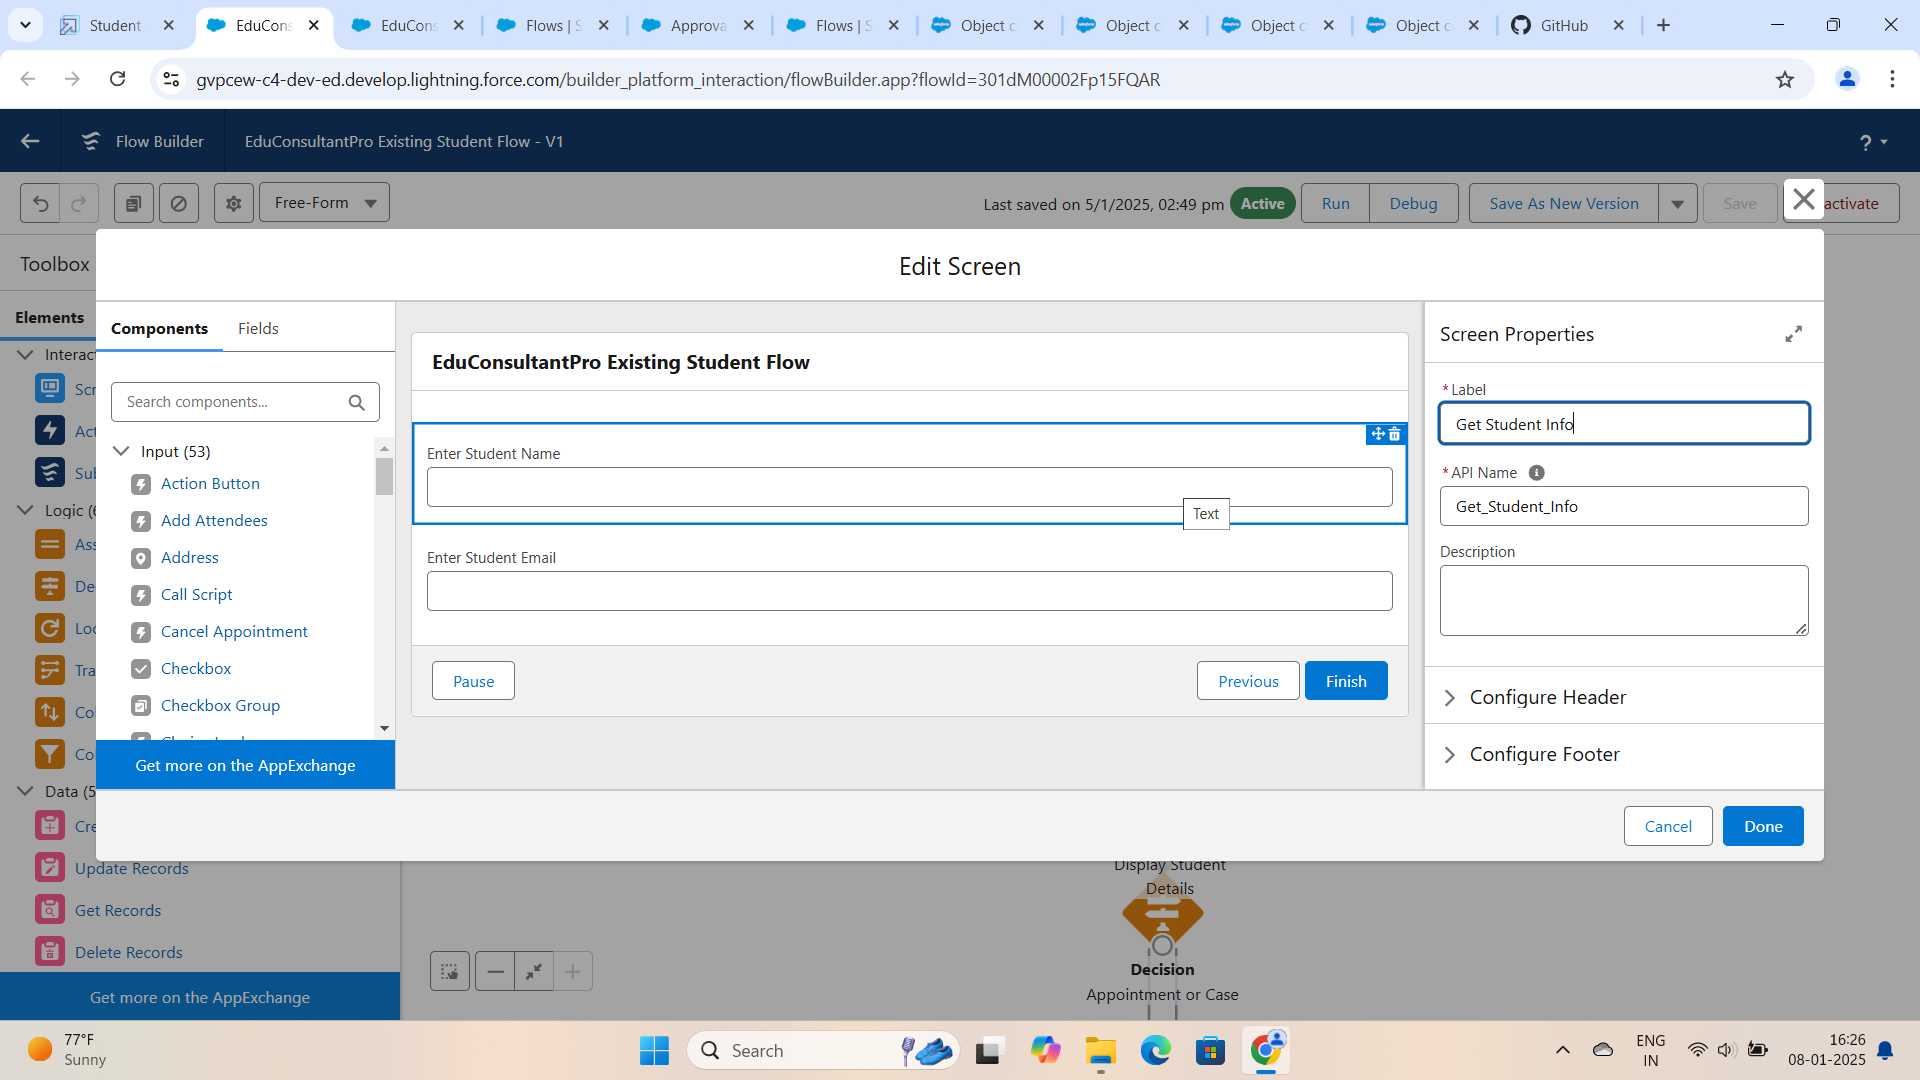 Student
EduCons
EduCons
Flows | S
Approva
Flows | S
Object c
Object c
Object c
Object c
GitHub
gvpcew-c4-dev-ed.develop.lightning.force.com/builder_platform_interaction/flowBuilder.app?flowId=301dM00002Fp15FQAR
Flow Builder
EduConsultantPro Existing Student Flow - V1
?
Free-Form
Last saved on 5/1/2025, 02:49 pm
Active
Run
Debug
Save As New Version
Save
activate
Toolbox
Elements
Interac
Scr
Act
Sub
Logic (6
Ass
De
Loo
Tra
Col
Co
Data (5
Cre
Update Records
Get Records
Delete Records
Get more on the AppExchange
Edit Screen
Components
Fields
Search components...
Input (53)
Action Button
Add Attendees
Address
Call Script
Cancel Appointment
Checkbox
Checkbox Group
Get more on the AppExchange
EduConsultantPro Existing Student Flow
Enter Student Name
Text
Enter Student Email
Pause
Previous
Finish
Screen Properties
*Label
Get Student Info
*API Name
Get_Student_Info
Description
Configure Header
Configure Footer
Cancel
Done
Display Student
Details
Decision
Appointment or Case
77°F
Sunny
Search
ENG
IN
16:26
08-01-2025